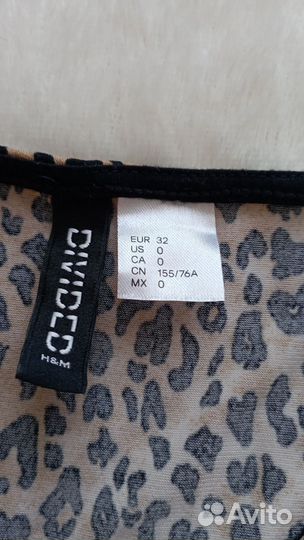 DIVIDED
H&M
EUR 32
US 0
CA 0
CN 155/76A
MX 0
Avito